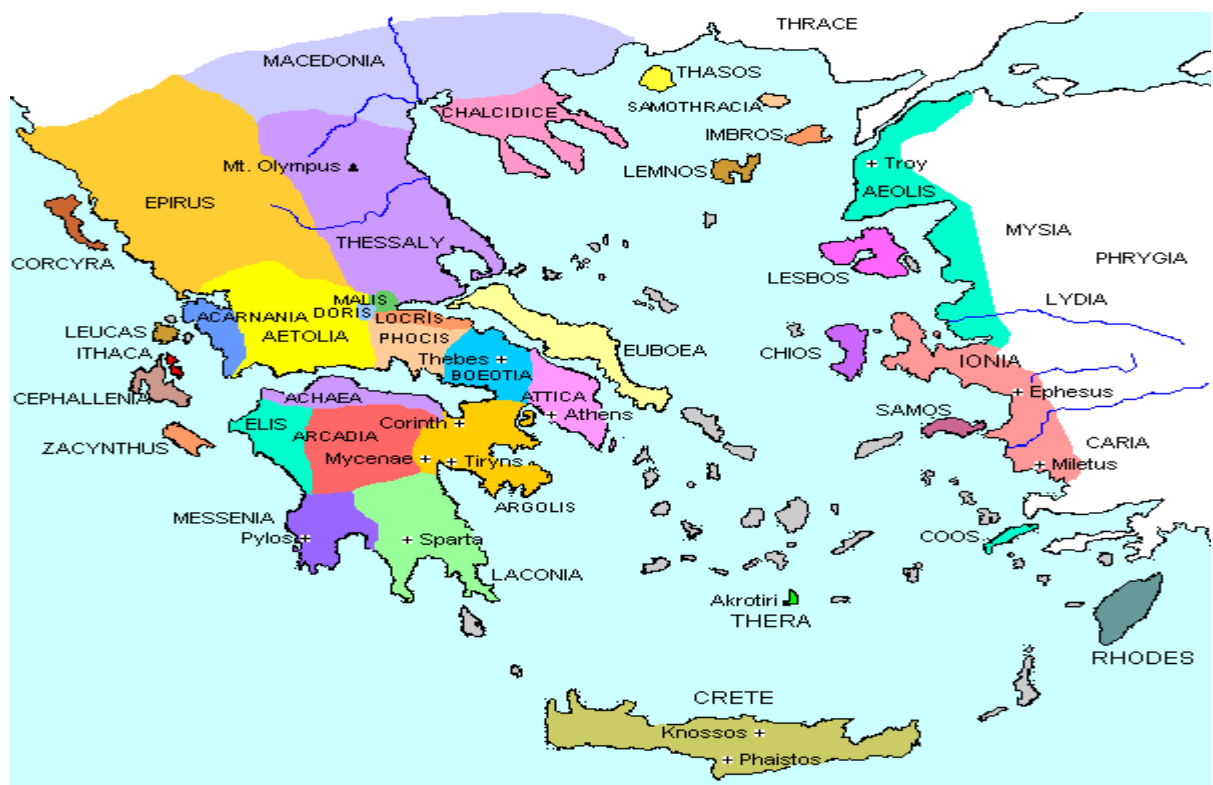 THRACE
MACEDONIA
THASOS
CHALCIDICE
SAMOTHRACIA
IMBROS
Mt. Olympus
LEMNOS
Troy
AEOLIS
EPIRUS
MYSIA
THESSALY
PHRYGIA
CORCYRA
LESBOS
MALIS
LYDIA
ACARNANIA
DORIS
LOCRIS
LEUCAS
AETOLIA
PHOCIS
EUBOEA
CHIOS
ITHACA
Thebes
IONIA
BOEOTIA
CEPHALLENIA
ACHAEA
ATTICA
Ephesus
Athens
SAMOS
ELIS
Corinth
ARCADIA
ZACYNTHUS
CARIA
Mycenae
Tiryns
Miletus
ARGOLIS
MESSENIA
Pylos
Sparta
COOS
LACONIA
Akrotiri
THERA
RHODES
CRETE
Knossos
Phaistos